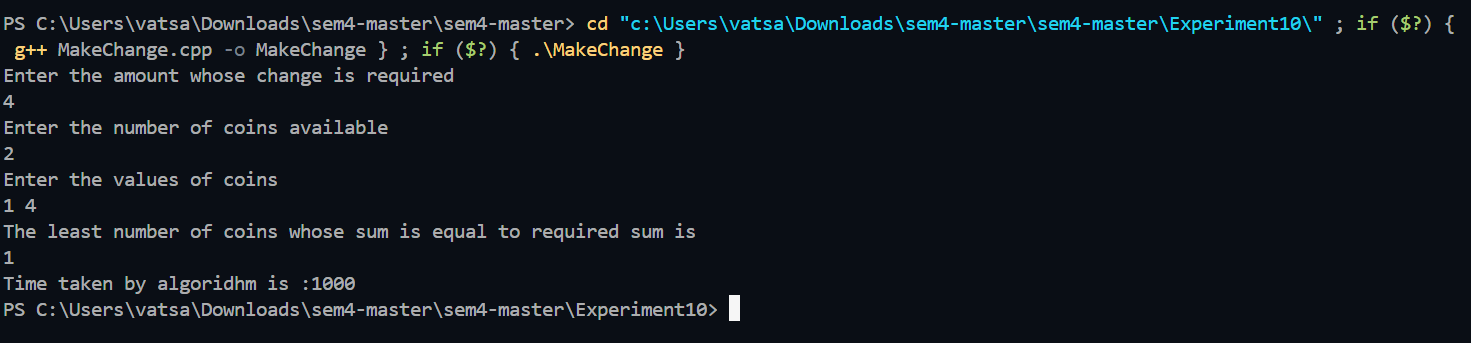 PS C:\Users\vatsa\Downloads\sem4-master\sem4-master> cd "c:\Users\vatsa\Downloads\sem4-master\sem4-master\Experiment10\" ; if ($?) {
 g++ MakeChange.cpp -o MakeChange } ; if ($?) { .\MakeChange }
Enter the amount whose change is required
4
Enter the number of coins available
2
Enter the values of coins
1 4
The least number of coins whose sum is equal to required sum is
1
Time taken by algoridhm is :1000
PS C:\Users\vatsa\Downloads\sem4-master\sem4-master\Experiment10>